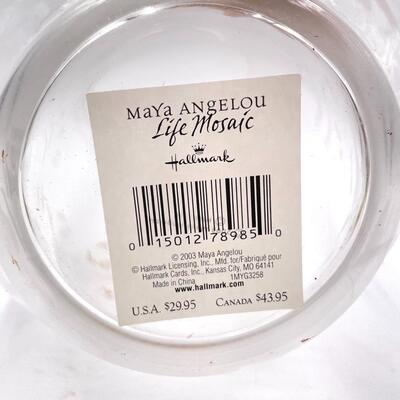 MAYA ANGELOU
Life Mosaic
Hallmark
0 15012 78985 0
© 2003 Maya Angelou
© Hallmark Licensing, Inc., Mfd. for/Fabriqué pour
Hallmark Cards, Inc., Kansas City, MO 64141
Made in China 1MYG3258
www.hallmark.com
U.S.A. $29.95 CANADA $43.95